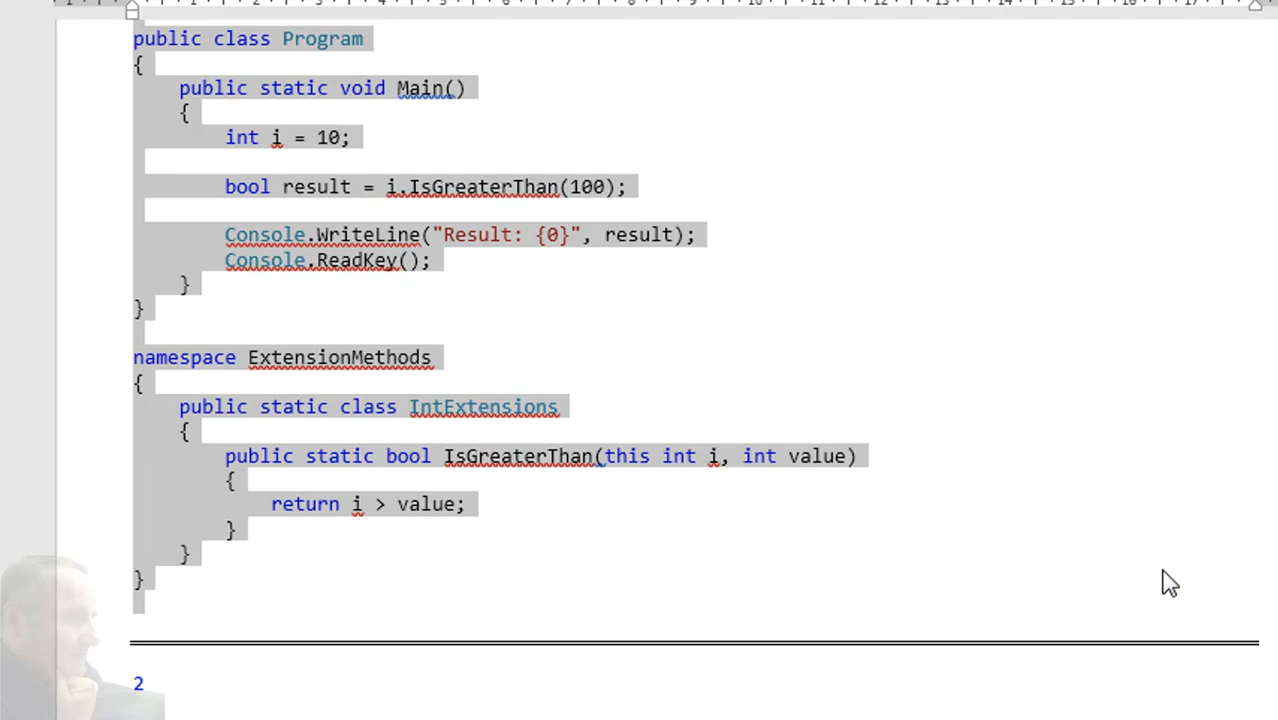 public class Program
{
    public static void Main()
    {
        int i = 10;

        bool result = i.IsGreaterThan(100);

        Console.WriteLine("Result: {0}", result);
        Console.ReadKey();
    }
}

namespace ExtensionMethods
{
    public static class IntExtensions
    {
        public static bool IsGreaterThan(this int i, int value)
        {
            return i > value;
        }
    }
}
2